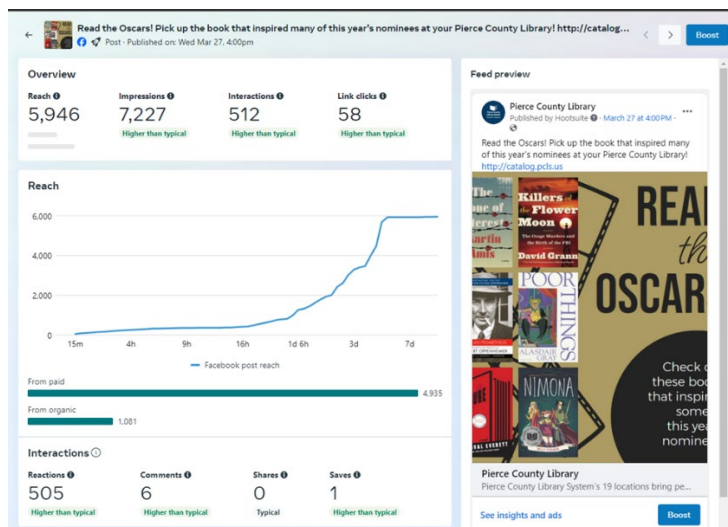 Read the Oscars! Pick up the book that inspired many of this year's nominees at your Pierce County Library! http://catalog...
Post · Published on: Wed Mar 27, 4:00pm
Boost
Overview
Reach
Impressions
Interactions
Link clicks
5,946
7,227
512
58
Higher than typical
Higher than typical
Higher than typical
Reach
6,000
4,000
2,000
0
15m
4h
9h
16h
1d 6h
3d
7d
Facebook post reach
From paid
4,935
From organic
1,081
Interactions
Reactions
Comments
Shares
Saves
505
6
0
1
Higher than typical
Higher than typical
Typical
Higher than typical
Feed preview
Pierce County Library
Published by Hootsuite · March 27 at 4:00 PM ·
Read the Oscars! Pick up the book that inspired many
of this year's nominees at your Pierce County Library!
http://catalog.pcls.us
The
one of
terest
artin
Amis
Killers
of the
Flower
Moon
The Osage Murders
and the
Birth of the FBI
David Grann
POOR
THINGS
ALASDAIR
GRAY
NIMONA
REA
th
OSCAR
Check
these boo
that inspi
some
this yea
nomine
Pierce County Library
Pierce County Library System's 19 locations bring pe...
See insights and ads
Boost